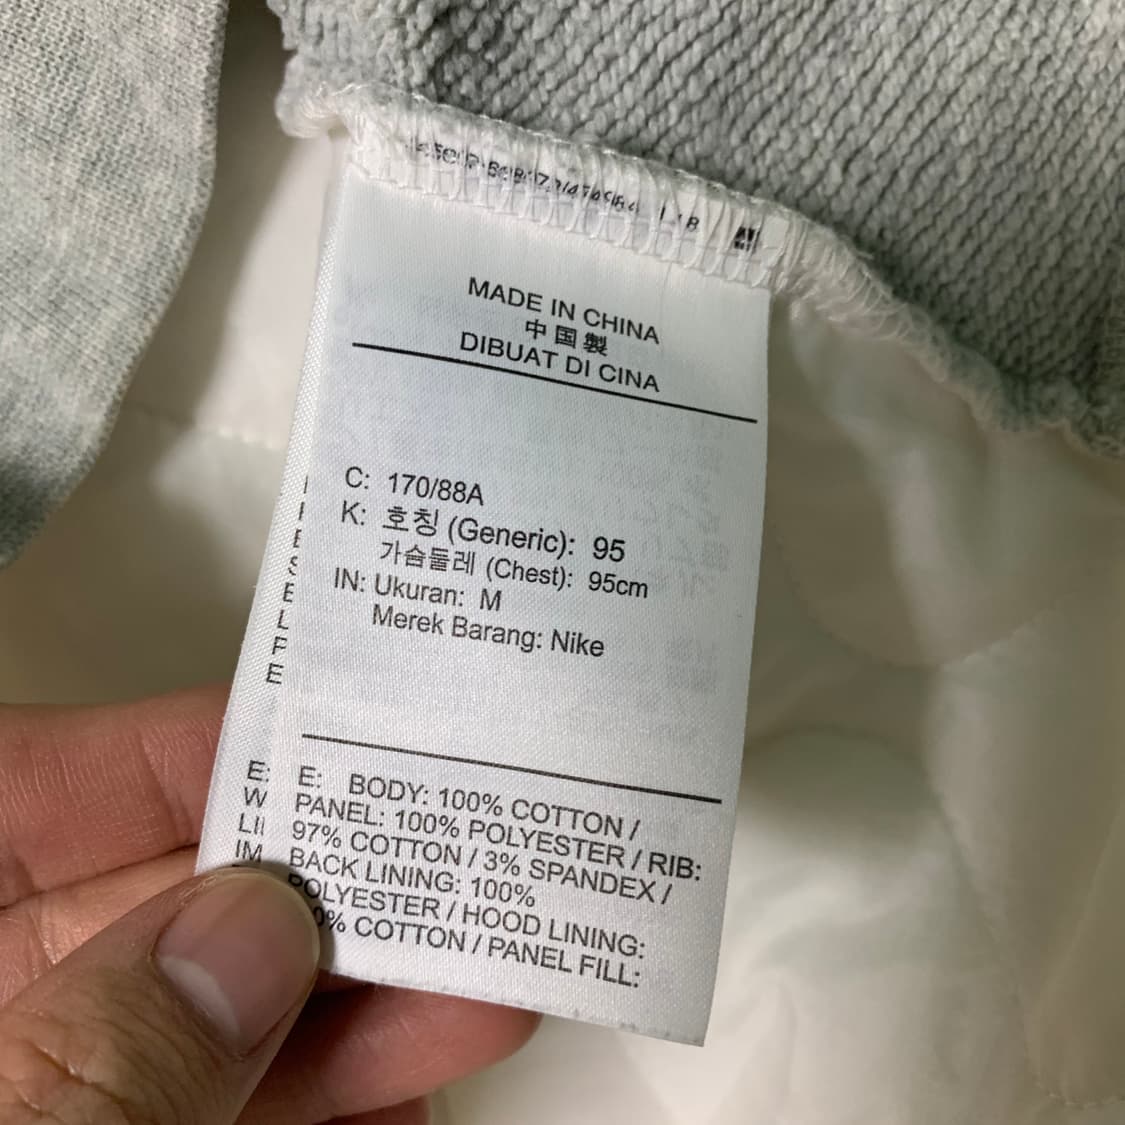 MADE IN CHINA
中国製
DIBUAT DI CINA
C: 170/88A
K: 호칭 (Generic): 95
가슴둘레 (Chest): 95cm
IN: Ukuran: M
Merek Barang: Nike
E: BODY: 100% COTTON /
PANEL: 100% POLYESTER / RIB:
97% COTTON / 3% SPANDEX /
BACK LINING: 100%
POLYESTER / HOOD LINING:
0% COTTON / PANEL FILL: